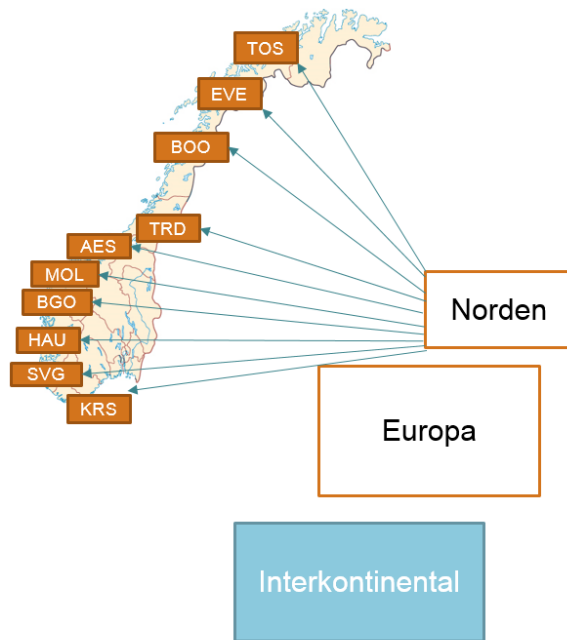 TOS
EVE
BOO
TRD
AES
MOL
BGO
HAU
SVG
KRS
Norden
Europa
Interkontinental